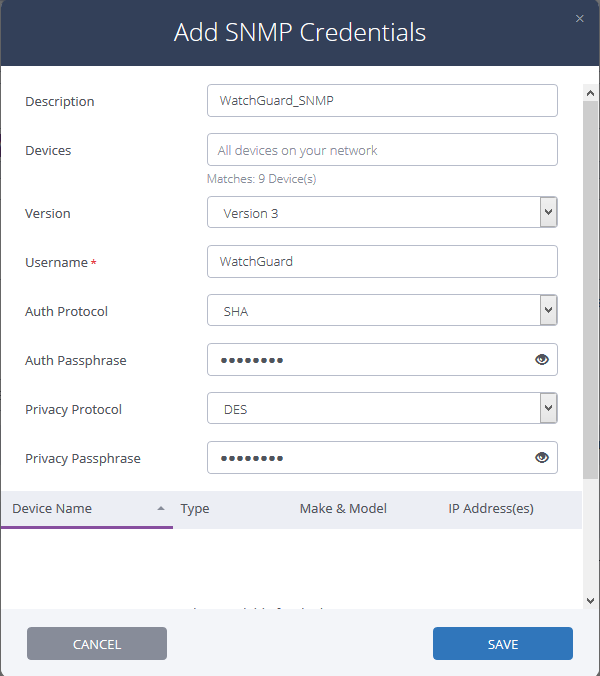 Add SNMP Credentials
×
Description
WatchGuard_SNMP
Devices
All devices on your network
Matches: 9 Device(s)
Version
Version 3
Username *
WatchGuard
Auth Protocol
SHA
Auth Passphrase
••••••••
Privacy Protocol
DES
Privacy Passphrase
••••••••
Device Name Type Make & Model IP Address(es)
CANCEL SAVE